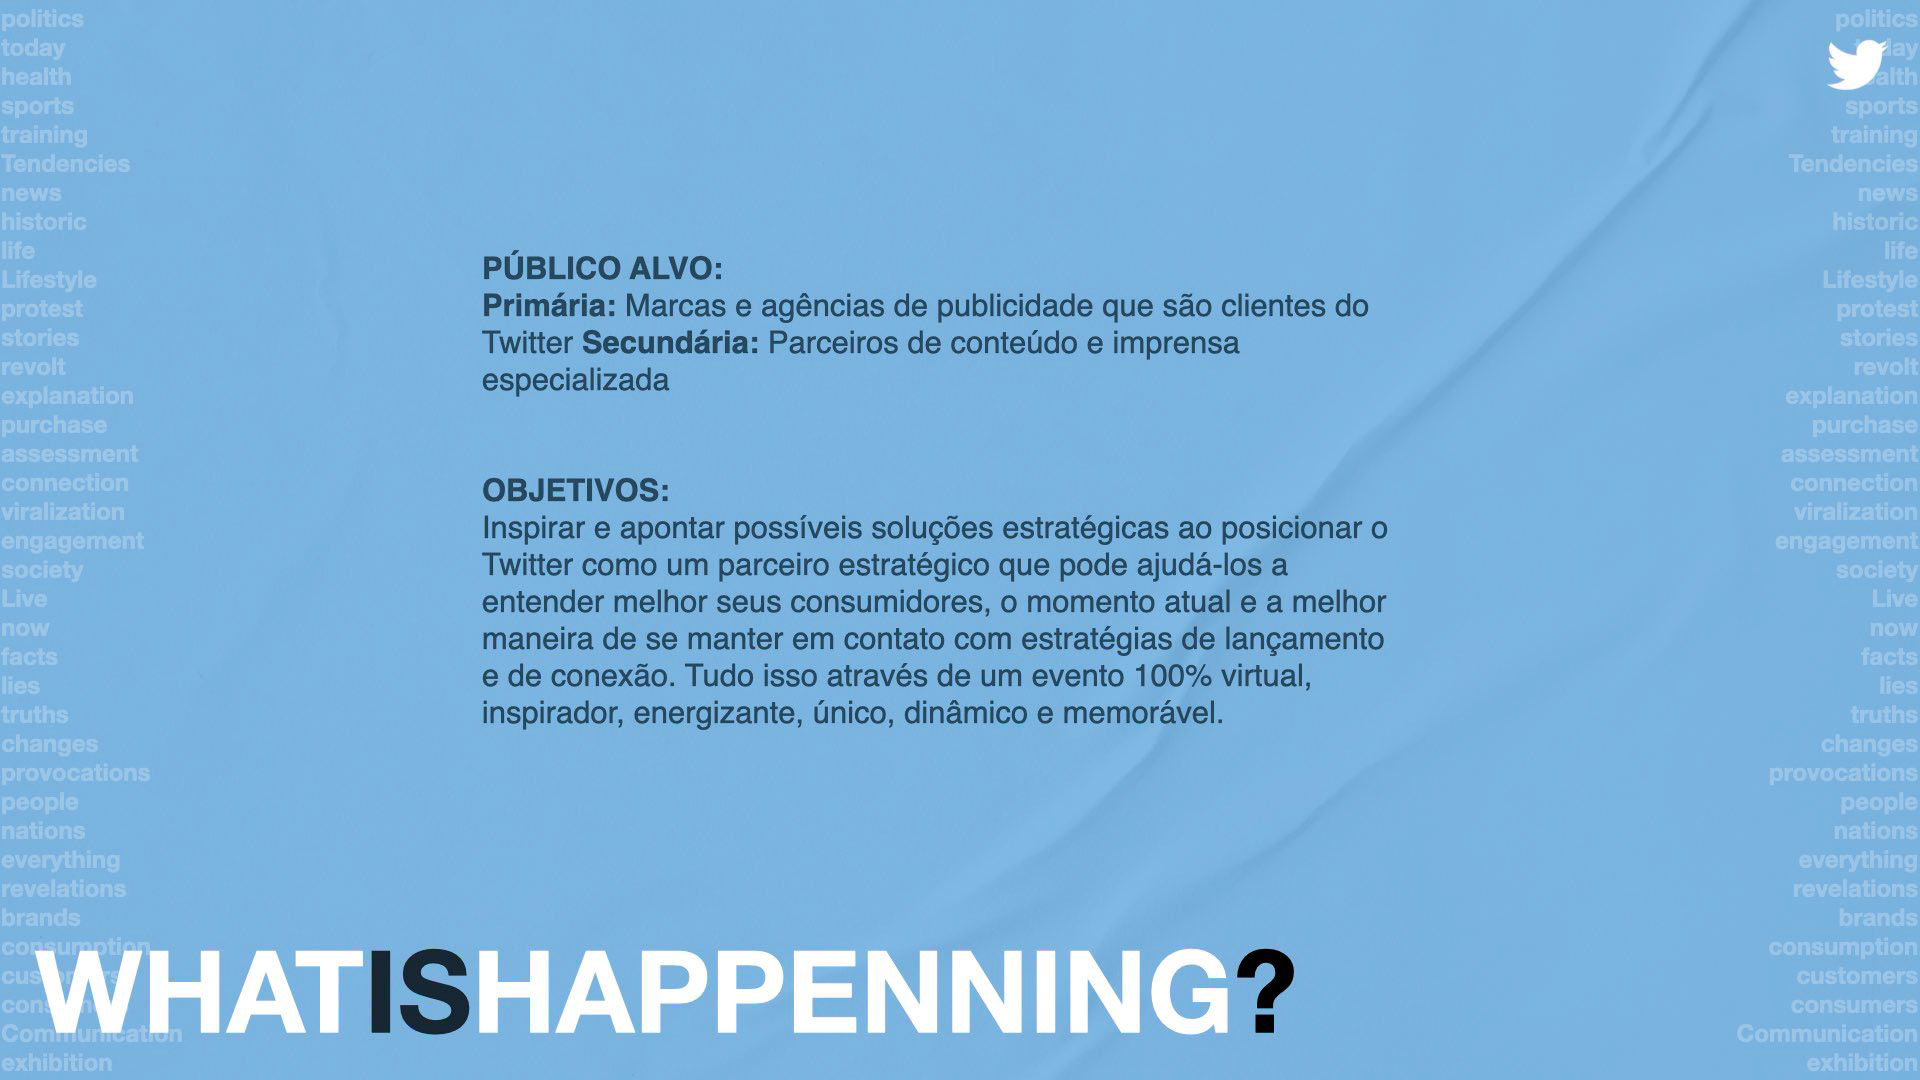 politics
today
health
sports
training
Tendencies
news
historic
life
Lifestyle
protest
stories
revolt
explanation
purchase
assessment
connection
viralization
engagement
society
Live
now
facts
lies
truths
changes
provocations
people
nations
everything
revelations
brands
consumption
customers
Communication
exhibition
PÚBLICO ALVO:
Primária: Marcas e agências de publicidade que são clientes do
Twitter Secundária: Parceiros de conteúdo e imprensa
especializada
OBJETIVOS:
Inspirar e apontar possíveis soluções estratégicas ao posicionar o
Twitter como um parceiro estratégico que pode ajudá-los a
entender melhor seus consumidores, o momento atual e a melhor
maneira de se manter em contato com estratégias de lançamento
e de conexão. Tudo isso através de um evento 100% virtual,
inspirador, energizante, único, dinâmico e memorável.
WHATISHAPPENNING?
politics
sports
training
Tendencies
news
historic
life
Lifestyle
protest
stories
revolt
explanation
purchase
assessment
connection
viralization
engagement
society
Live
now
facts
lies
truths
changes
provocations
people
nations
everything
revelations
brands
consumption
customers
consumers
Communication
exhibition